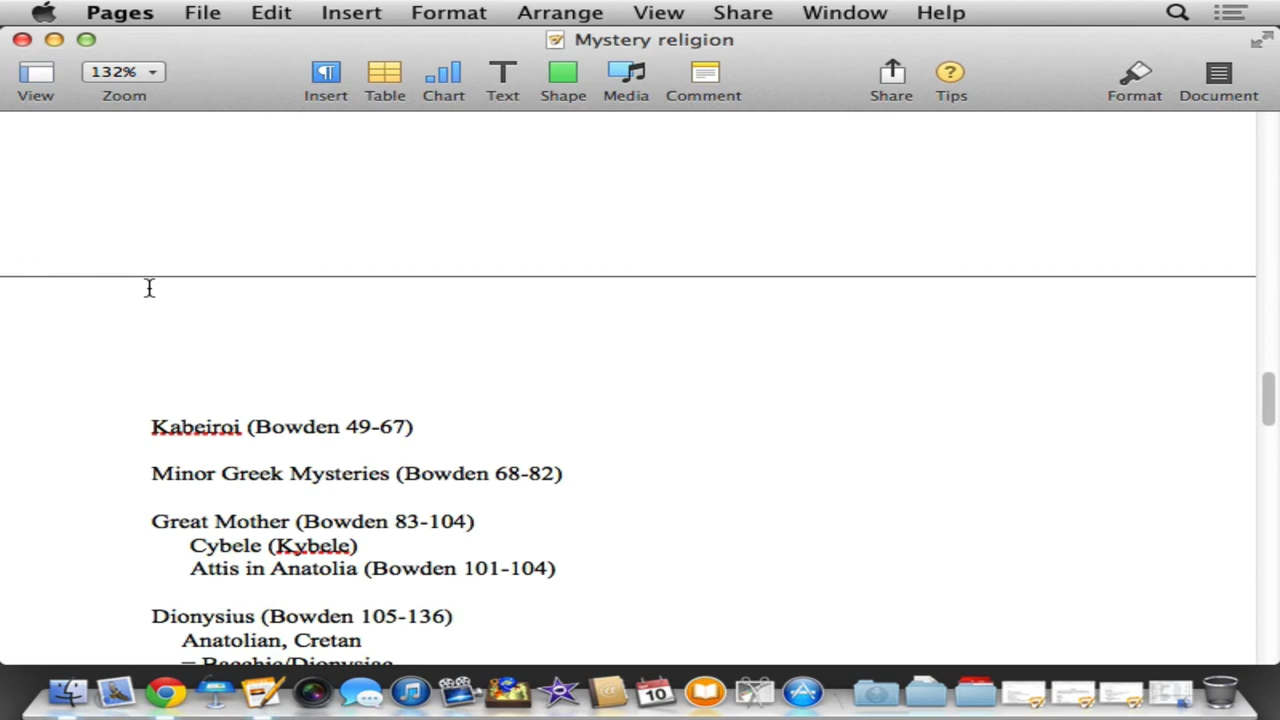 Pages File Edit Insert Format Arrange View Share Window Help
Mystery religion
132%
View Zoom Insert Table Chart Text Shape Media Comment Share Tips Format Document
Kabeiroi (Bowden 49-67)
Minor Greek Mysteries (Bowden 68-82)
Great Mother (Bowden 83-104)
Cybele (Kybele)
Attis in Anatolia (Bowden 101-104)
Dionysius (Bowden 105-136)
Anatolian, Cretan
= Bacchic/Dionysiac
10